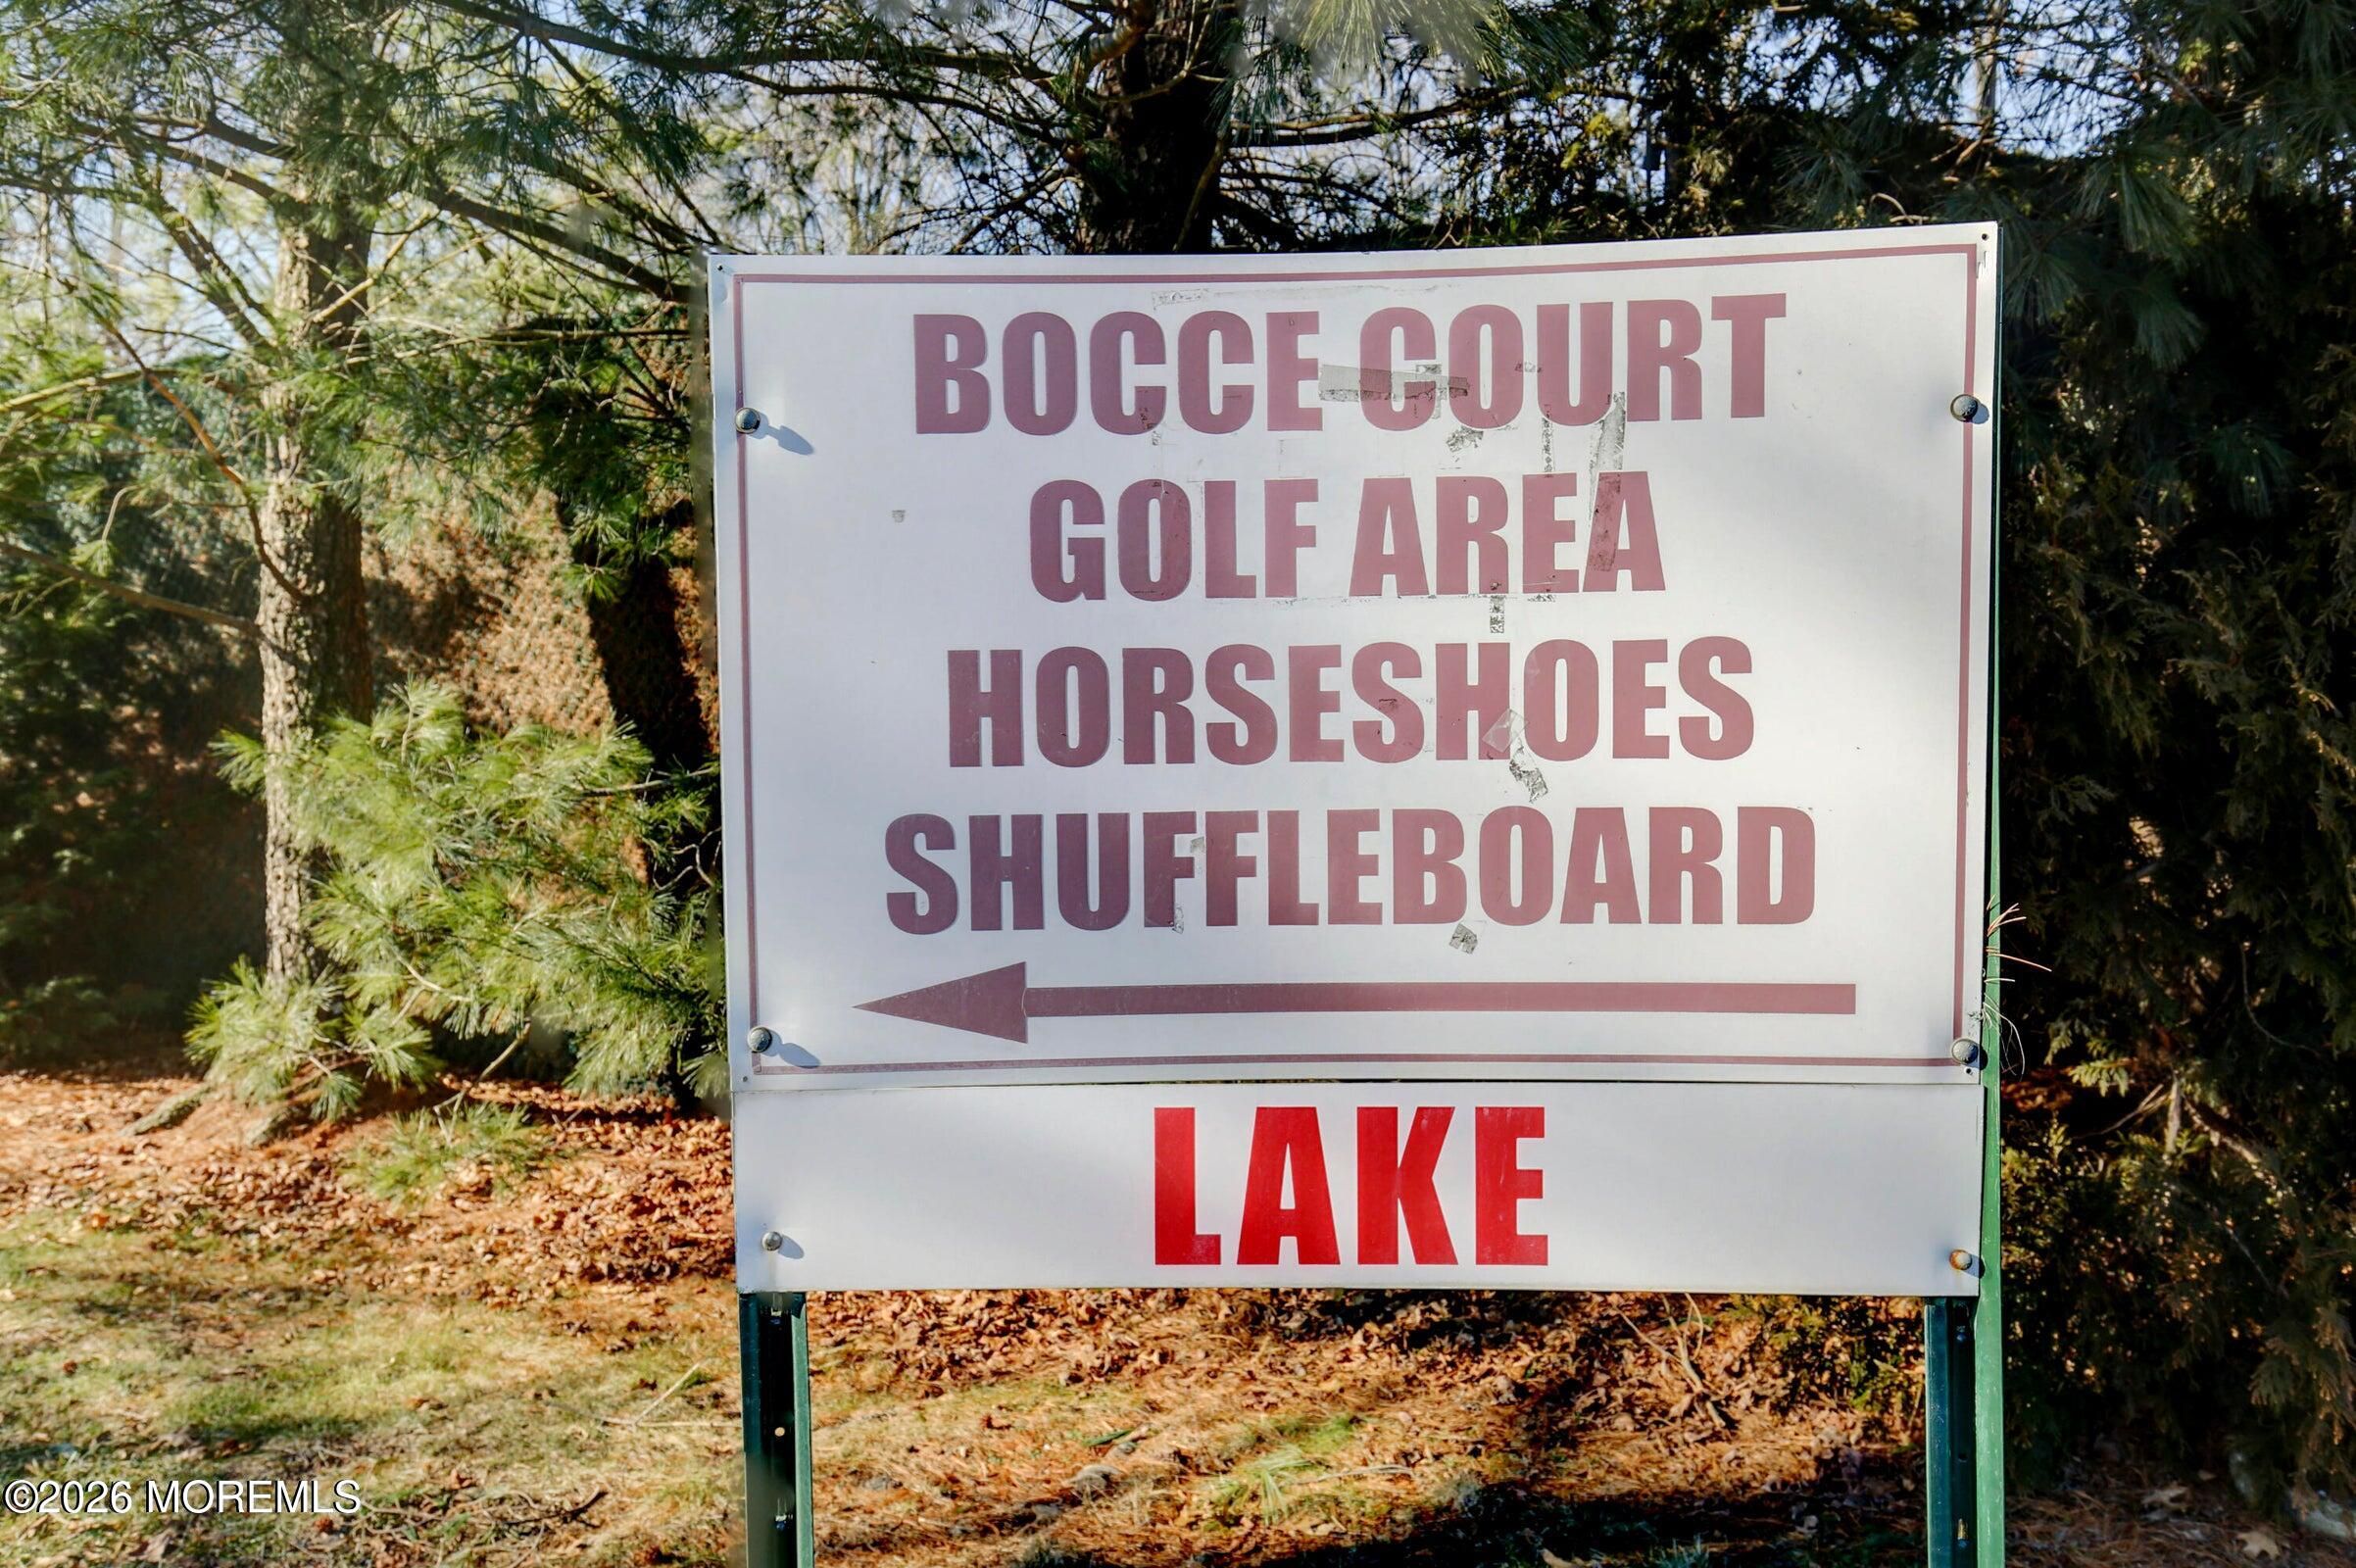 BOCCE COURT
GOLF AREA
HORSESHOES
SHUFFLEBOARD
LAKE
©2026 MOREMLS